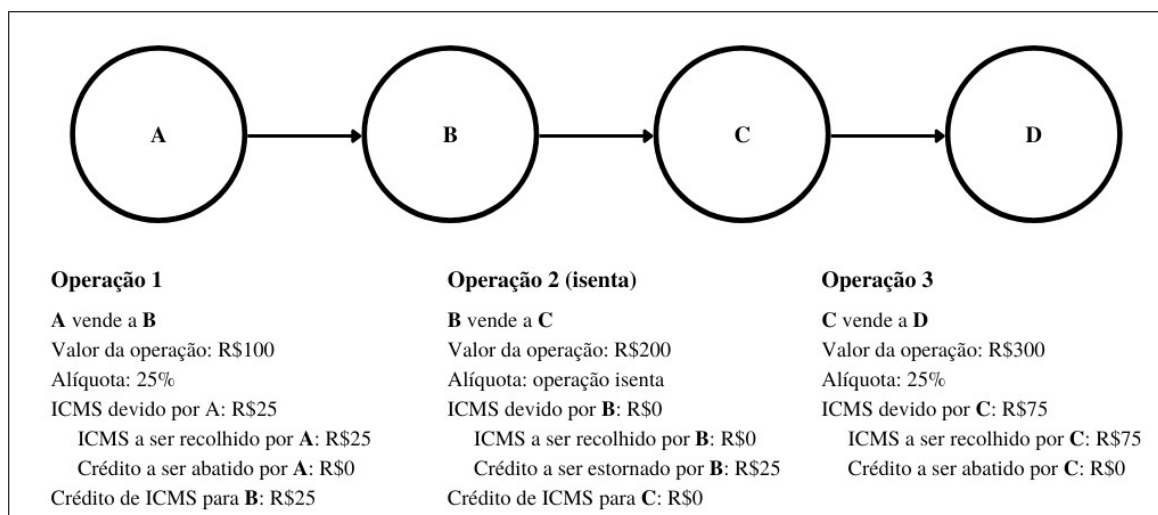 A
B
C
D
Operação 1
A vende a B
Valor da operação: R$100
Alíquota: 25%
ICMS devido por A: R$25
ICMS a ser recolhido por A: R$25
Crédito a ser abatido por A: R$0
Crédito de ICMS para B: R$25
Operação 2 (isenta)
B vende a C
Valor da operação: R$200
Alíquota: operação isenta
ICMS devido por B: R$0
ICMS a ser recolhido por B: R$0
Crédito a ser estornado por B: R$25
Crédito de ICMS para C: R$0
Operação 3
C vende a D
Valor da operação: R$300
Alíquota: 25%
ICMS devido por C: R$75
ICMS a ser recolhido por C: R$75
Crédito a ser abatido por C: R$0